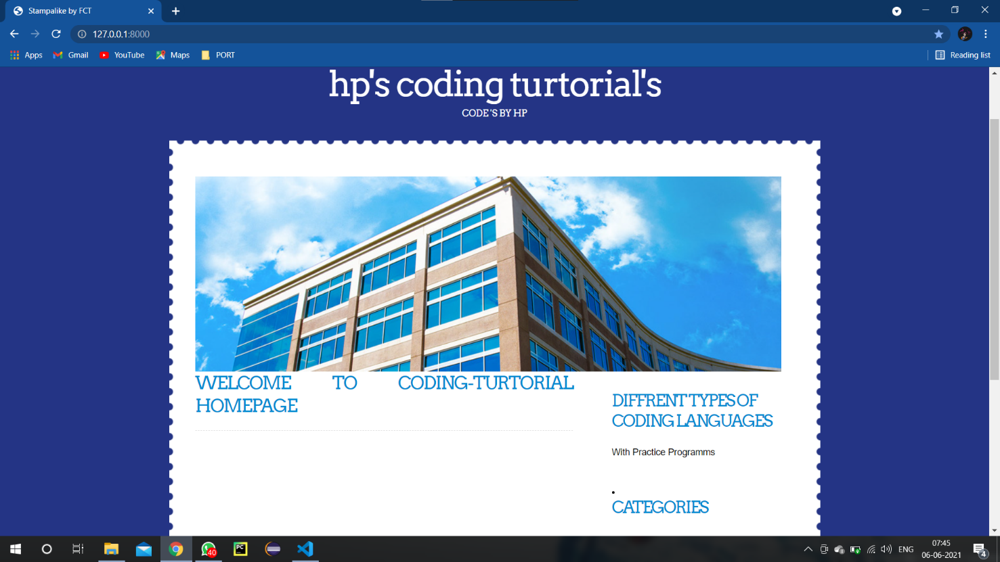 Stampalike by FCT
127.0.0.1:8000
Apps Gmail YouTube Maps PORT Reading list
hp's coding turtorial's
CODE'S BY HP
WELCOME TO CODING-TURTORIAL
HOMEPAGE
DIFFRENT TYPES OF
CODING LANGUAGES
With Practice Programms
CATEGORIES
40
PC
ENG
07:45
06-06-2021
4